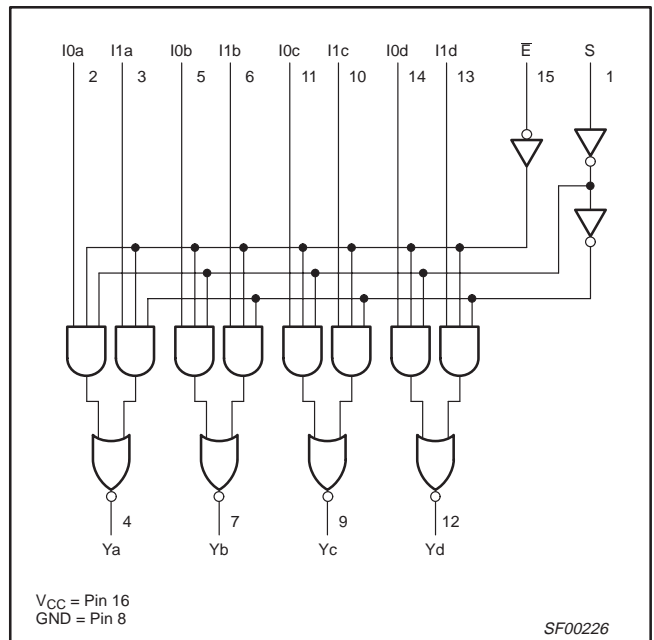 I0a I1a I0b I1b I0c I1c I0d I1d E̅ S
2 3 5 6 11 10 14 13 15 1
4 7 9 12
Ya Yb Yc Yd
VCC = Pin 16
GND = Pin 8
SF00226